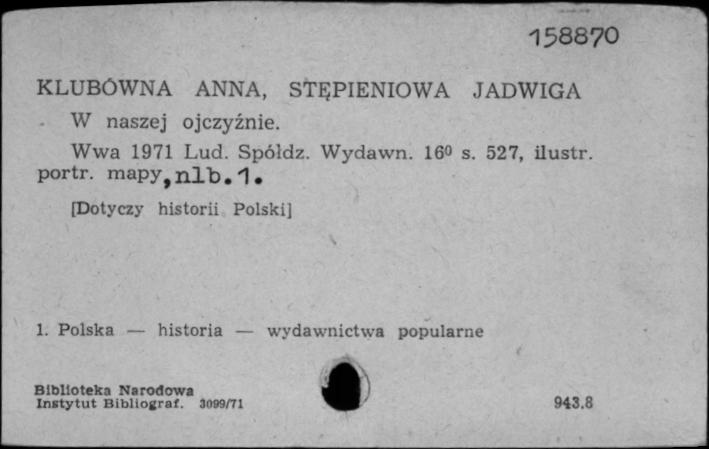 158870
KLUBÓWNA ANNA, STĘPIENIOWA JADWIGA
W naszej ojczyźnie.
Wwa 1971 Lud. Spółdz. Wydawn. 16⁰ s. 527, ilustr.
portr. mapy, nlb. 1.
[Dotyczy historii Polski]
1. Polska — historia — wydawnictwa popularne
Biblioteka Narodowa
Instytut Bibliograf. 3099/71
943.8